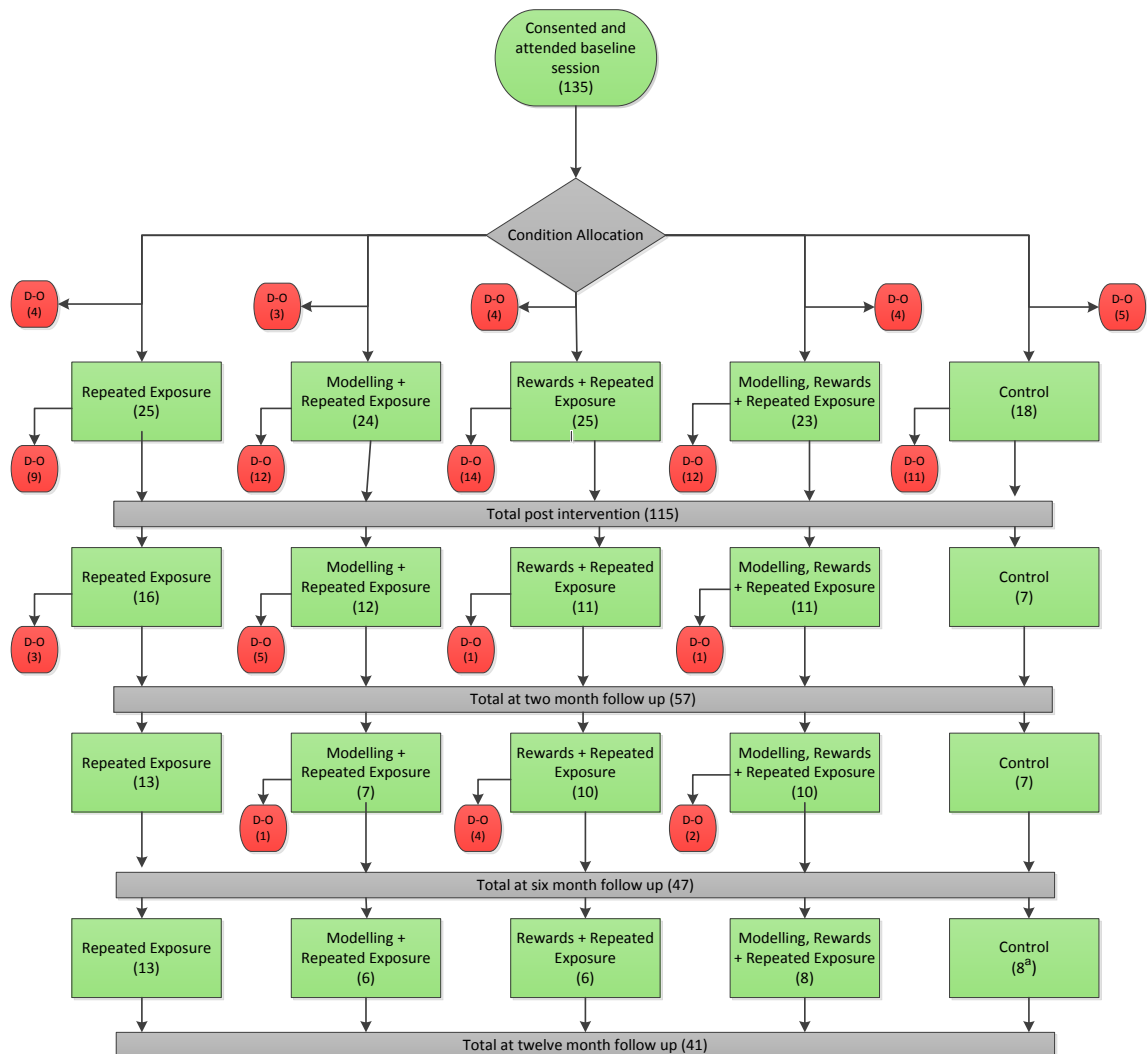 Consented and
attended baseline
session
(135)
Condition Allocation
D-O
(4)
D-O
(3)
D-O
(4)
D-O
(4)
D-O
(5)
Repeated Exposure
(25)
Modelling +
Repeated Exposure
(24)
Rewards + Repeated
Exposure
(25)
Modelling, Rewards
+ Repeated Exposure
(23)
Control
(18)
D-O
(9)
D-O
(12)
D-O
(14)
D-O
(12)
D-O
(11)
Total post intervention (115)
Repeated Exposure
(16)
Modelling +
Repeated Exposure
(12)
Rewards + Repeated
Exposure
(11)
Modelling, Rewards
+ Repeated Exposure
(11)
Control
(7)
D-O
(3)
D-O
(5)
D-O
(1)
D-O
(1)
Total at two month follow up (57)
Repeated Exposure
(13)
Modelling +
Repeated Exposure
(7)
Rewards + Repeated
Exposure
(10)
Modelling, Rewards
+ Repeated Exposure
(10)
Control
(7)
D-O
(1)
D-O
(4)
D-O
(2)
Total at six month follow up (47)
Repeated Exposure
(13)
Modelling +
Repeated Exposure
(6)
Rewards + Repeated
Exposure
(6)
Modelling, Rewards
+ Repeated Exposure
(8)
Control
(8ª)
Total at twelve month follow up (41)